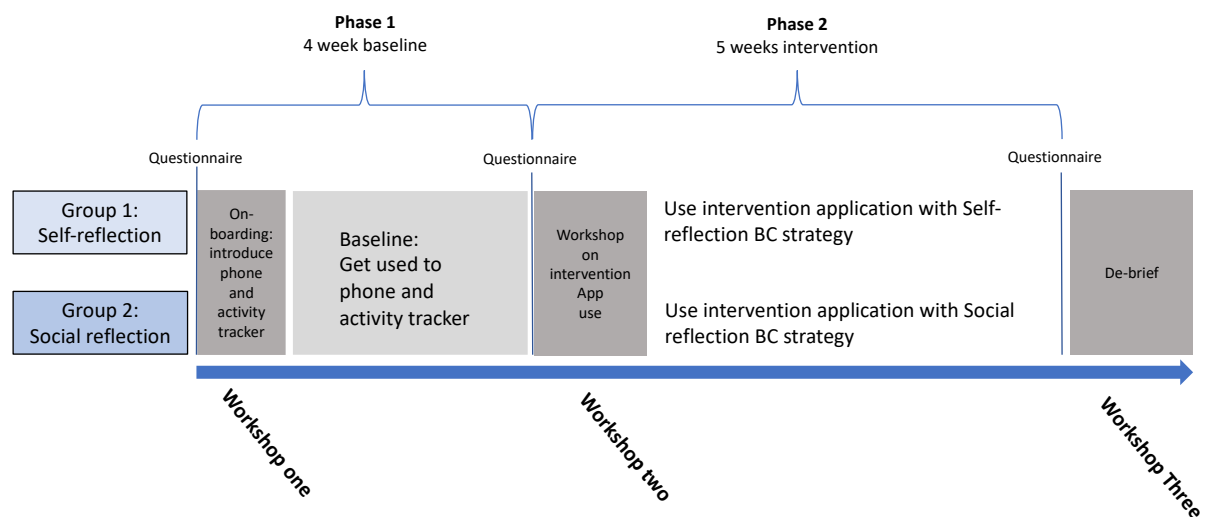 Phase 1
4 week baseline
Phase 2
5 weeks intervention
Questionnaire
Questionnaire
Questionnaire
Group 1:
Self-reflection
Group 2:
Social reflection
On-
boarding:
introduce
phone
and
activity
tracker
Baseline:
Get used to
phone and
activity tracker
Workshop
on
intervention
App
use
Use intervention application with Self-
reflection BC strategy
Use intervention application with Social
reflection BC strategy
De-brief
Workshop one
Workshop two
Workshop Three